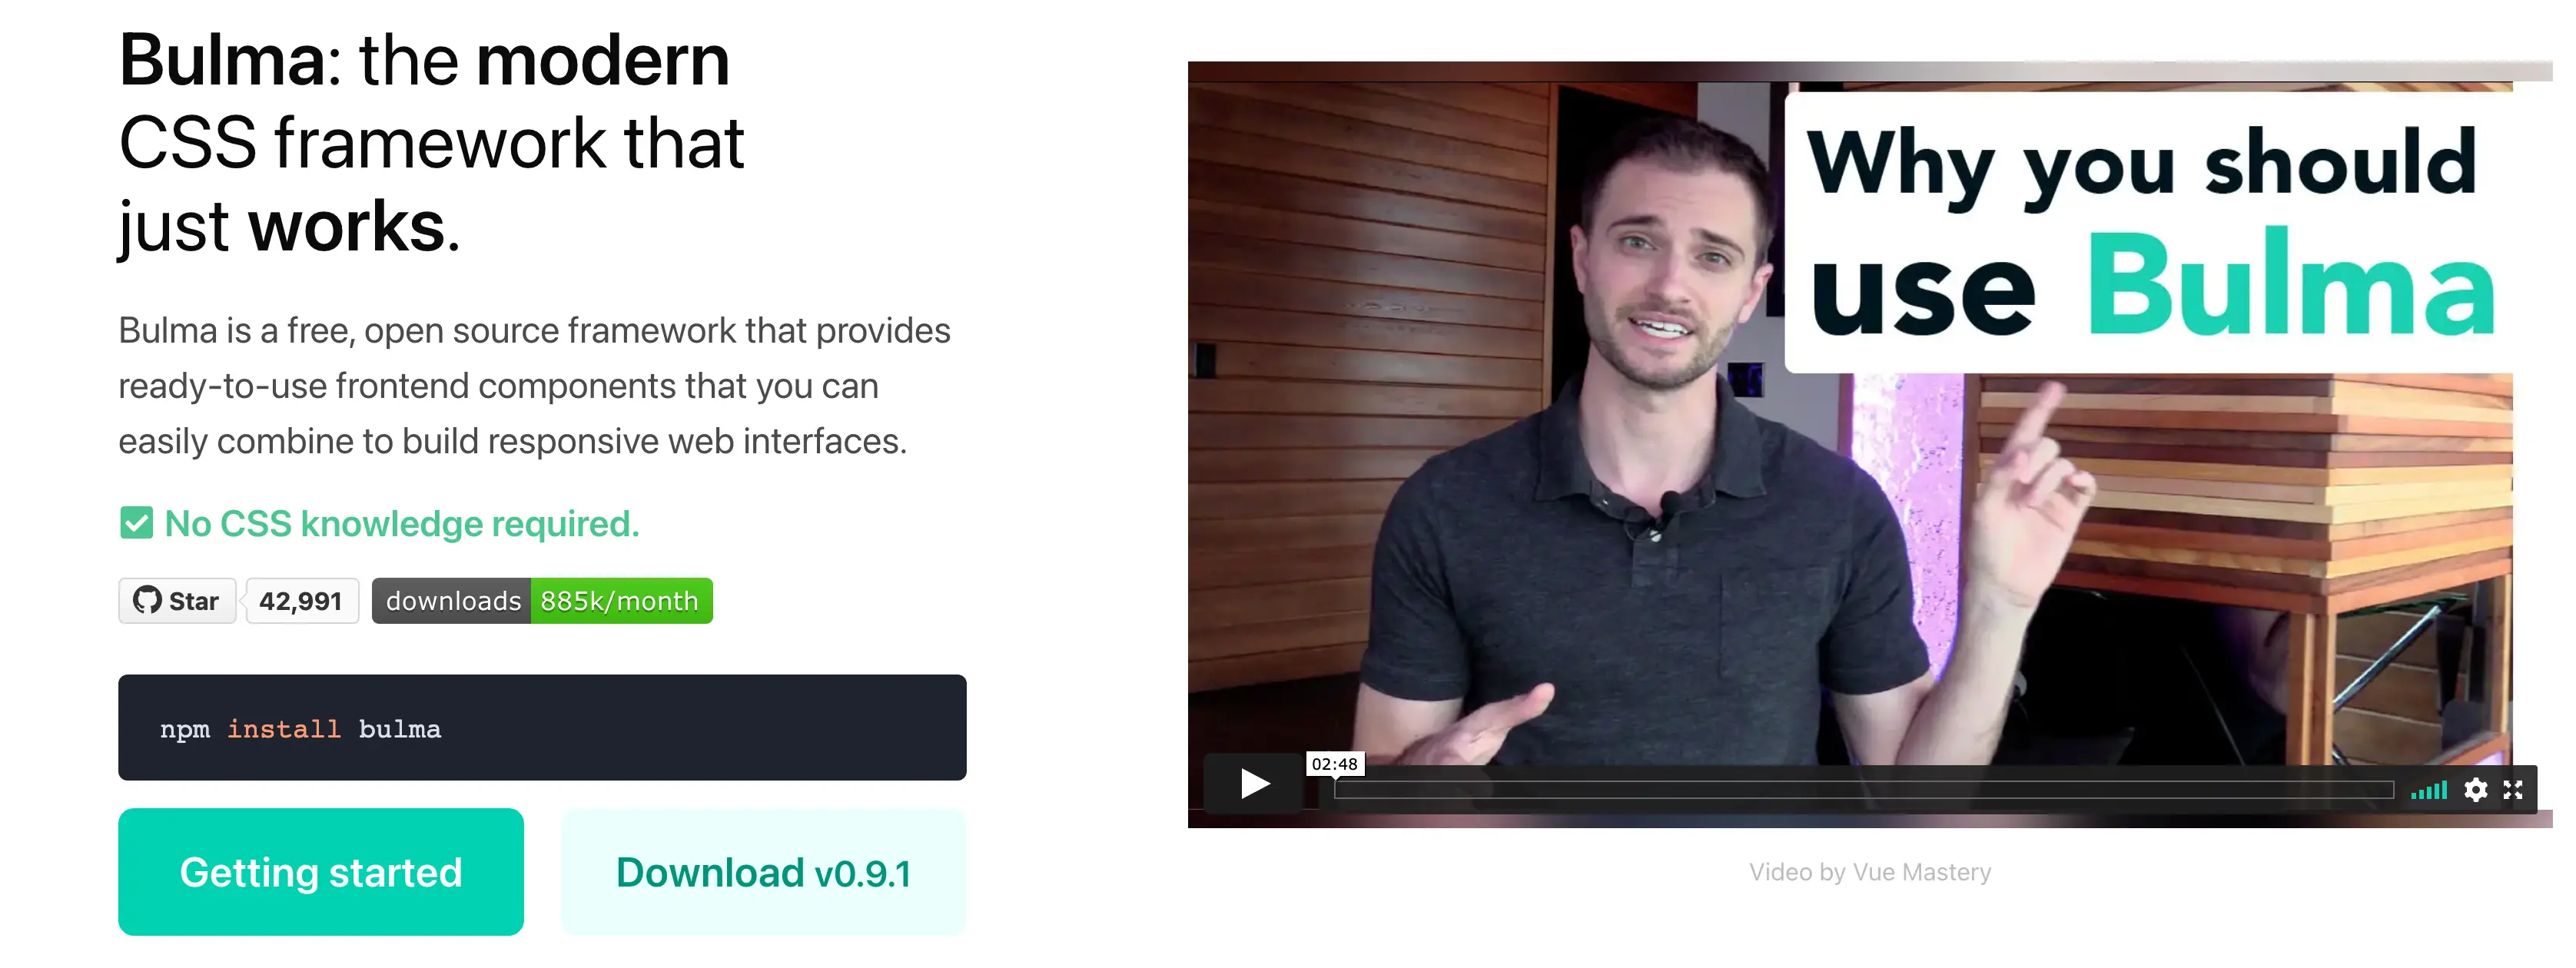 Bulma: the modern
CSS framework that
just works.
Bulma is a free, open source framework that provides
ready-to-use frontend components that you can
easily combine to build responsive web interfaces.
No CSS knowledge required.
Star 42,991 downloads 885k/month
npm install bulma
Getting started Download v0.9.1
Why you should
use Bulma
02:48
Video by Vue Mastery